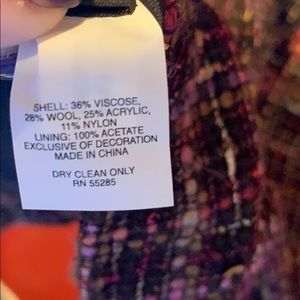 SHELL: 36% VISCOSE,
28% WOOL, 25% ACRYLIC,
11% NYLON
LINING: 100% ACETATE
EXCLUSIVE OF DECORATION
MADE IN CHINA
DRY CLEAN ONLY
RN 55285